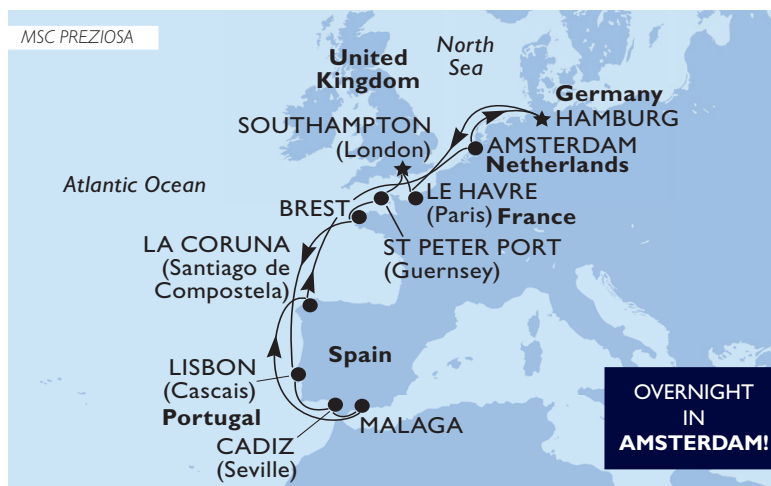 MSC PREZIOSA
North
Sea
United
Kingdom
Germany
HAMBURG
SOUTHAMPTON
(London)
AMSTERDAM
Netherlands
Atlantic Ocean
LE HAVRE
(Paris) France
BREST
ST PETER PORT
(Guernsey)
LA CORUNA
(Santiago de
Compostela)
Spain
LISBON
(Cascais)
Portugal
MALAGA
CADIZ
(Seville)
OVERNIGHT
IN
AMSTERDAM!